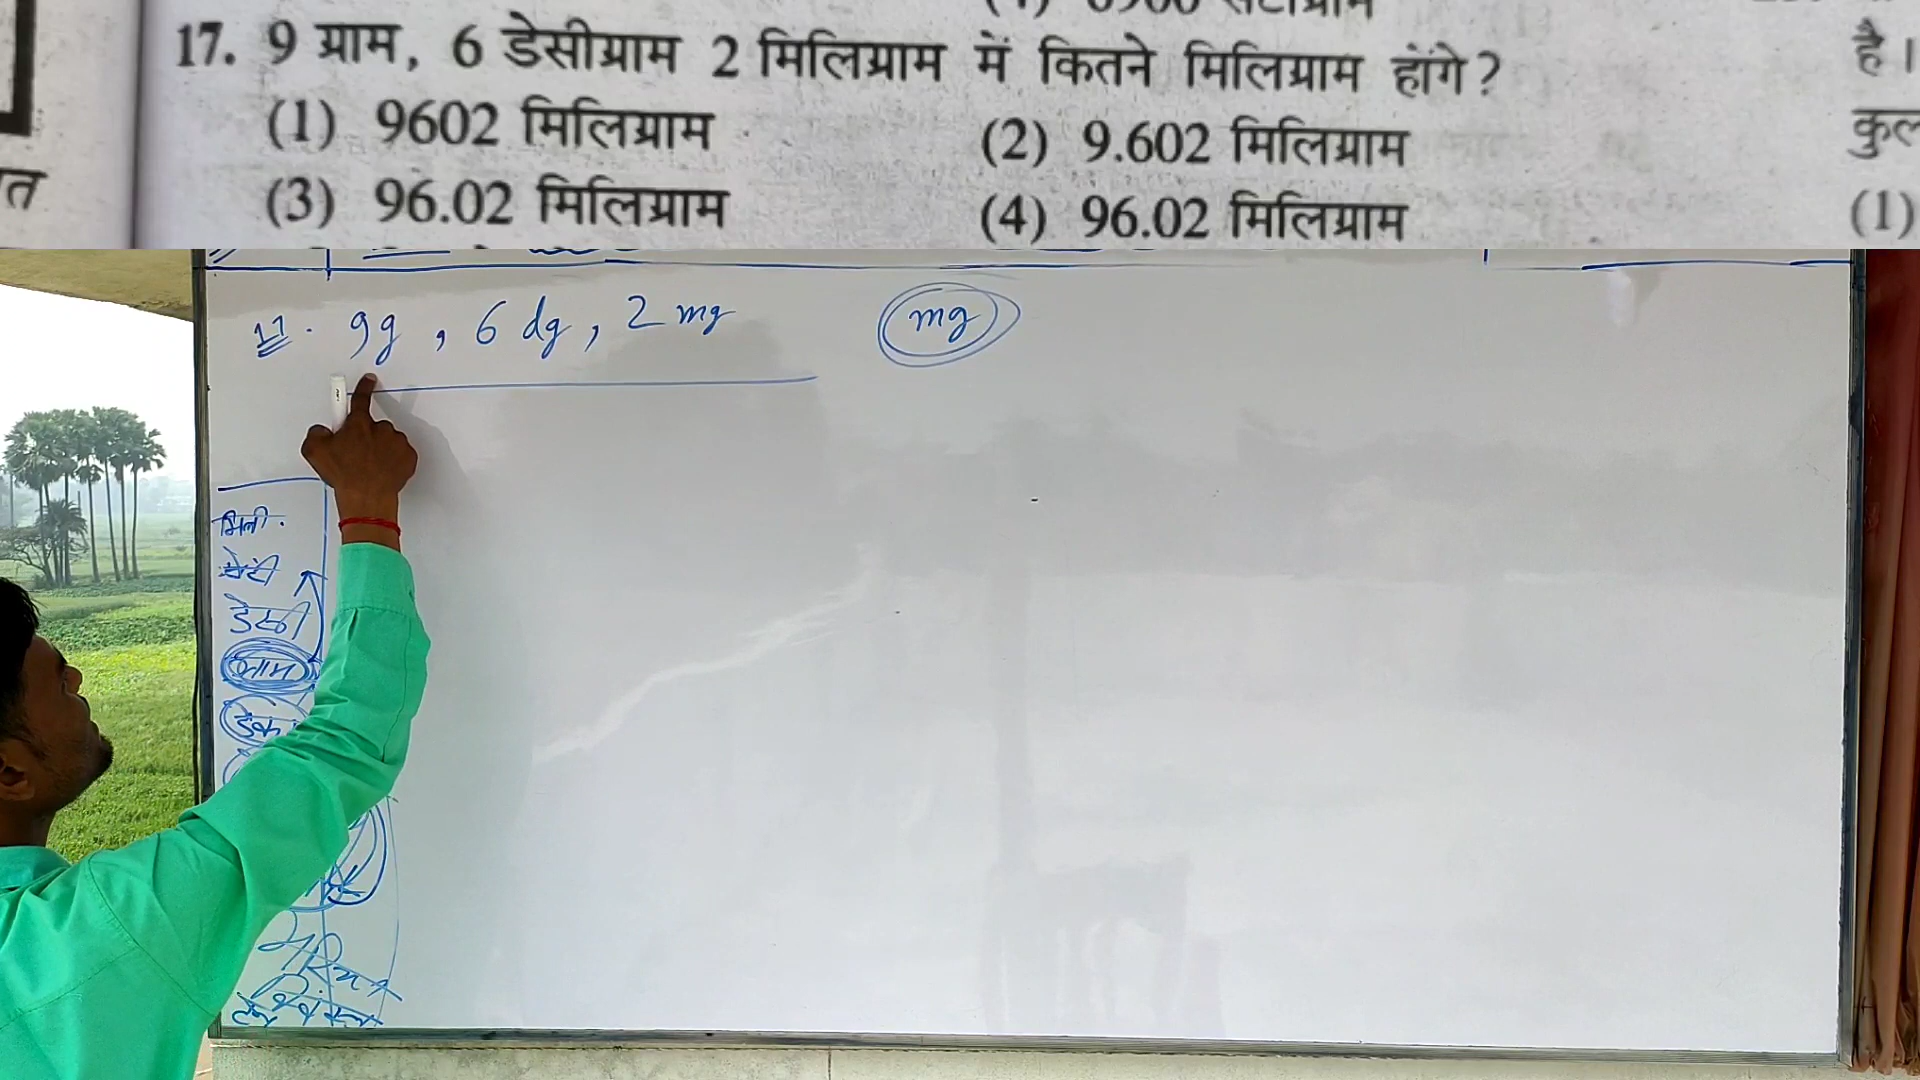 17. 9 ग्राम, 6 डेसीग्राम 2 मिलिग्राम में कितने मिलिग्राम होंगे?
(1) 9602 मिलिग्राम (2) 9.602 मिलिग्राम
(3) 96.02 मिलिग्राम (4) 96.02 मिलिग्राम
है।
(1)
17. 9g, 6 dg, 2 mg mg
मिली.
सेंटी
डेसी
ग्राम
डेका